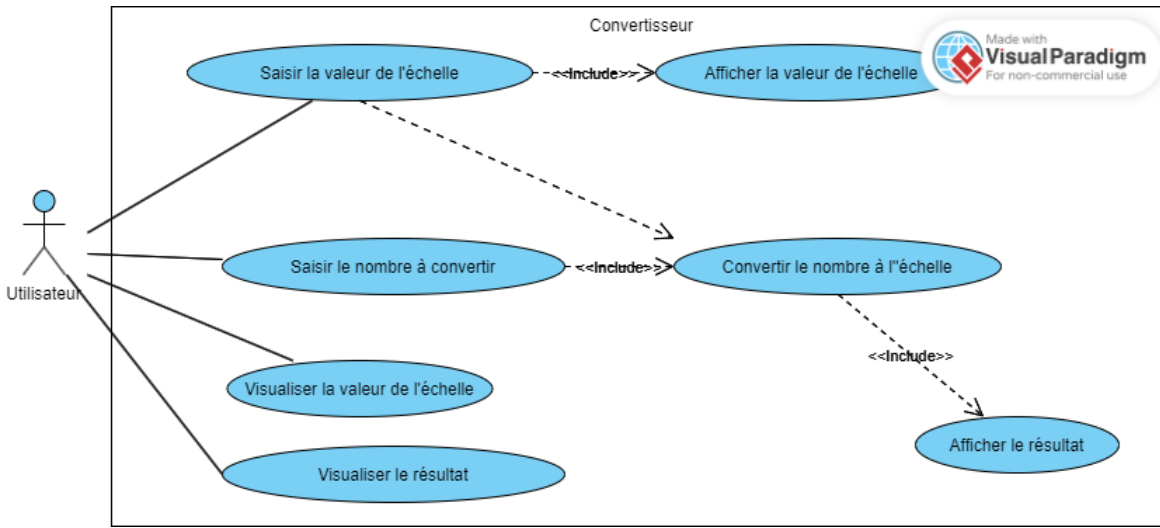 Convertisseur
Made with
Visual Paradigm
For non-commercial use
Saisir la valeur de l'échelle
<<Include>>
Afficher la valeur de l'échelle
Utilisateur
Saisir le nombre à convertir
<<Include>>
Convertir le nombre à l''échelle
<<Include>>
Visualiser la valeur de l'échelle
Afficher le résultat
Visualiser le résultat